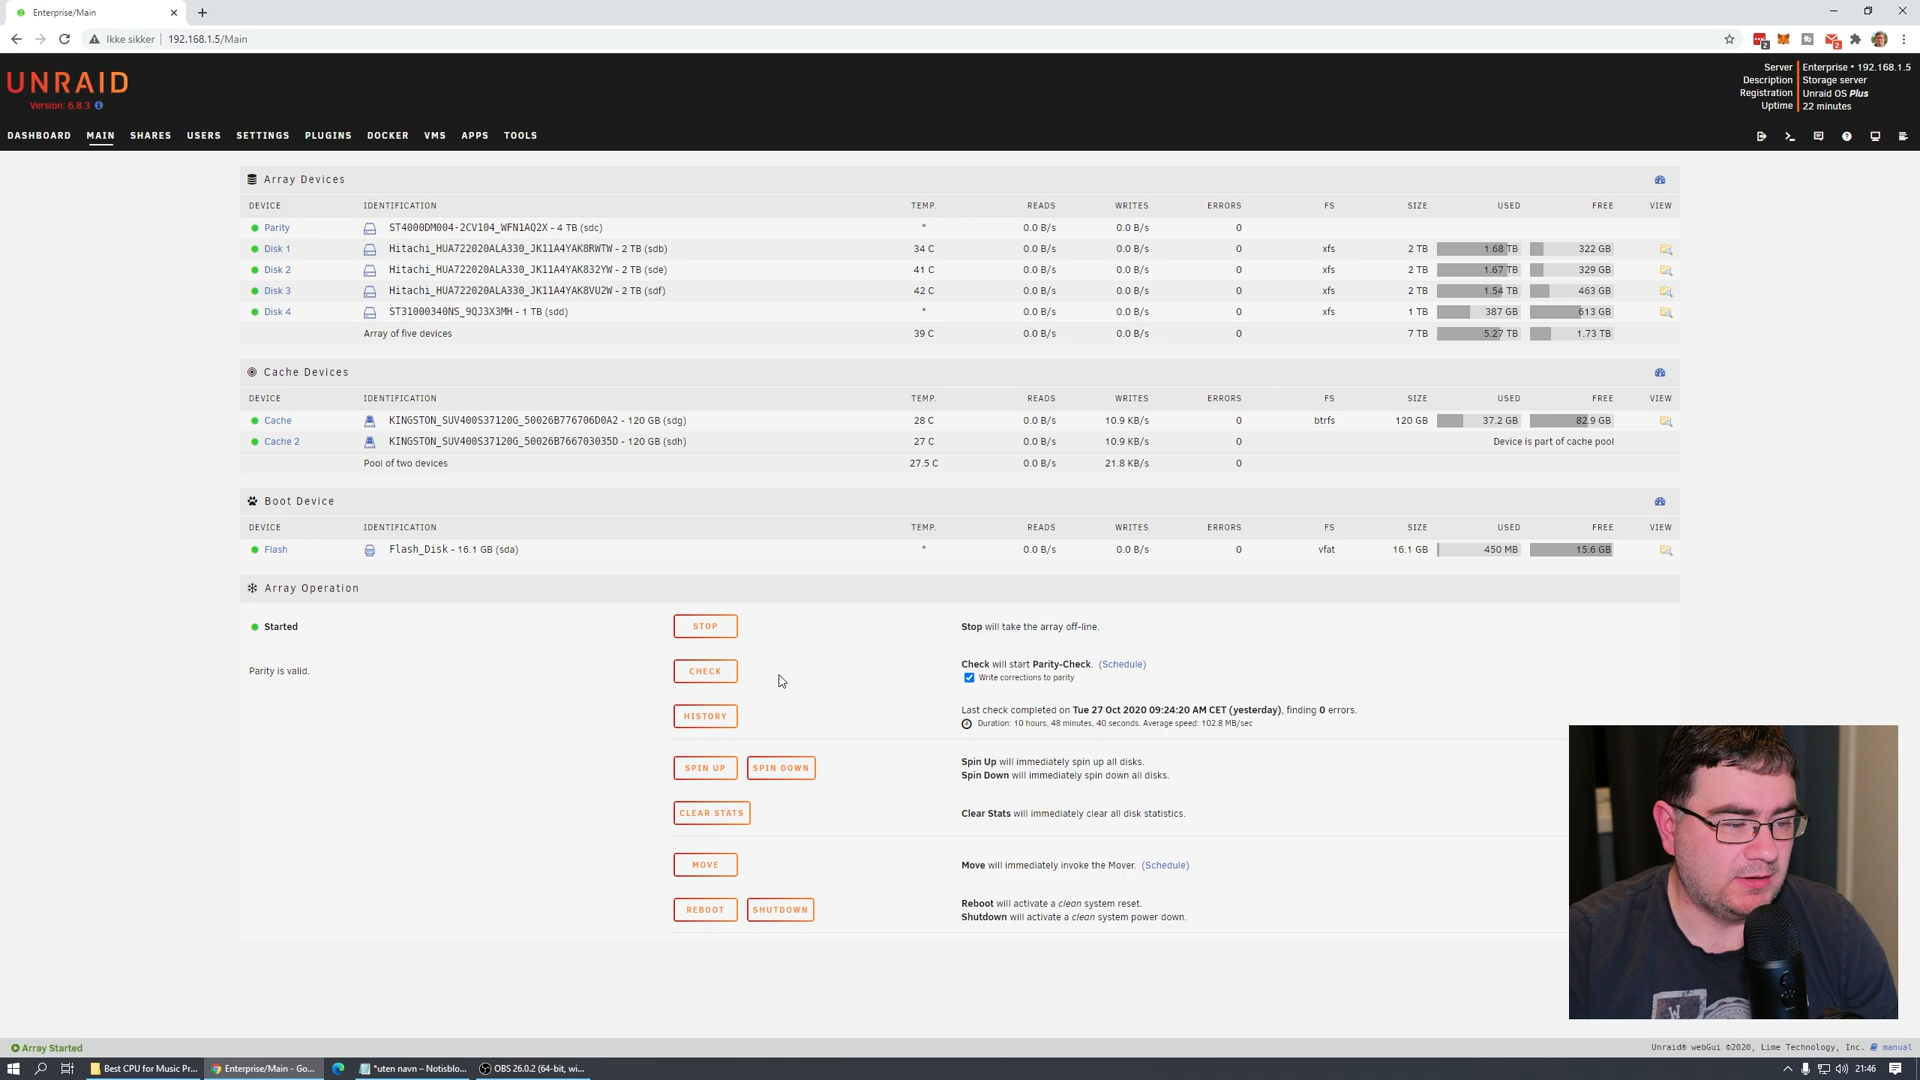 Enterprise/Main
Ikke sikker 192.168.1.5/Main
2
2
UNRAID
Version: 6.8.3
Server Enterprise • 192.168.1.5
Description Storage server
Registration Unraid OS Plus
Uptime 22 minutes
DASHBOARD MAIN SHARES USERS SETTINGS PLUGINS DOCKER VMS APPS TOOLS
Array Devices
DEVICE IDENTIFICATION TEMP. READS WRITES ERRORS FS SIZE USED FREE VIEW
Parity ST4000DM004-2CV104_WFN1AQ2X - 4 TB (sdc) * 0.0 B/s 0.0 B/s 0
Disk 1 Hitachi_HUA722020ALA330_JK11A4YAK8RWTW - 2 TB (sdb) 34 C 0.0 B/s 0.0 B/s 0 xfs 2 TB 1.68 TB 322 GB
Disk 2 Hitachi_HUA722020ALA330_JK11A4YAK832YW - 2 TB (sde) 41 C 0.0 B/s 0.0 B/s 0 xfs 2 TB 1.67 TB 329 GB
Disk 3 Hitachi_HUA722020ALA330_JK11A4YAK8VU2W - 2 TB (sdf) 42 C 0.0 B/s 0.0 B/s 0 xfs 2 TB 1.54 TB 463 GB
Disk 4 ST31000340NS_9QJ3X3MH - 1 TB (sdd) * 0.0 B/s 0.0 B/s 0 xfs 1 TB 387 GB 613 GB
Array of five devices 39 C 0.0 B/s 0.0 B/s 0 7 TB 5.27 TB 1.73 TB
Cache Devices
DEVICE IDENTIFICATION TEMP. READS WRITES ERRORS FS SIZE USED FREE VIEW
Cache KINGSTON_SUV400S37120G_50026B776706D0A2 - 120 GB (sdg) 28 C 0.0 B/s 10.9 KB/s 0 btrfs 120 GB 37.2 GB 82.9 GB
Cache 2 KINGSTON_SUV400S37120G_50026B766703035D - 120 GB (sdh) 27 C 0.0 B/s 10.9 KB/s 0 Device is part of cache pool
Pool of two devices 27.5 C 0.0 B/s 21.8 KB/s 0
Boot Device
DEVICE IDENTIFICATION TEMP. READS WRITES ERRORS FS SIZE USED FREE VIEW
Flash Flash_Disk - 16.1 GB (sda) * 0.0 B/s 0.0 B/s 0 vfat 16.1 GB 450 MB 15.6 GB
Array Operation
Started STOP Stop will take the array off-line.
Parity is valid. CHECK Check will start Parity-Check. (Schedule)
Write corrections to parity
HISTORY Last check completed on Tue 27 Oct 2020 09:24:20 AM CET (yesterday), finding 0 errors.
Duration: 10 hours, 48 minutes, 40 seconds. Average speed: 102.8 MB/sec
SPIN UP SPIN DOWN Spin Up will immediately spin up all disks.
Spin Down will immediately spin down all disks.
CLEAR STATS Clear Stats will immediately clear all disk statistics.
MOVE Move will immediately invoke the Mover. (Schedule)
REBOOT SHUTDOWN Reboot will activate a clean system reset.
Shutdown will activate a clean system power down.
Array Started Unraid® webGui ©2020, Lime Technology, Inc. manual
Best CPU for Music Pr... Enterprise/Main - Go... *uten navn – Notisblo... OBS 26.0.2 (64-bit, wi... 21:46